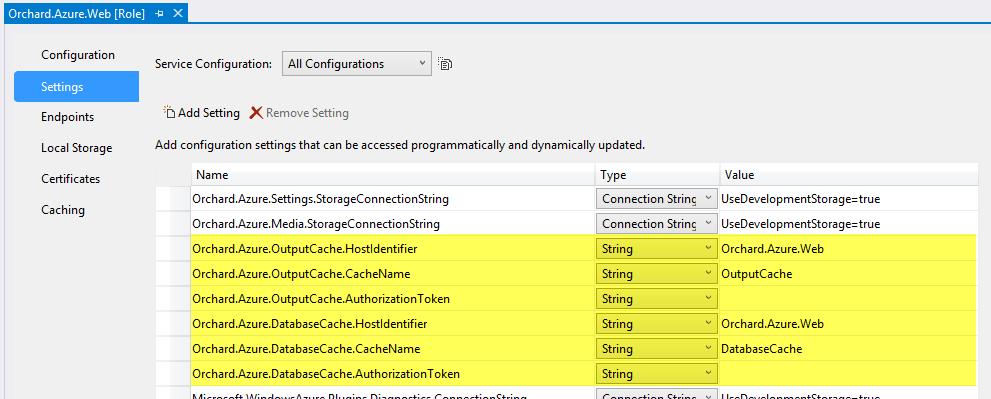 Orchard.Azure.Web [Role]
Configuration
Settings
Endpoints
Local Storage
Certificates
Caching
Service Configuration: All Configurations
Add Setting Remove Setting
Add configuration settings that can be accessed programmatically and dynamically updated.
Name Type Value
Orchard.Azure.Settings.StorageConnectionString Connection String UseDevelopmentStorage=true
Orchard.Azure.Media.StorageConnectionString Connection String UseDevelopmentStorage=true
Orchard.Azure.OutputCache.HostIdentifier String Orchard.Azure.Web
Orchard.Azure.OutputCache.CacheName String OutputCache
Orchard.Azure.OutputCache.AuthorizationToken String
Orchard.Azure.DatabaseCache.HostIdentifier String Orchard.Azure.Web
Orchard.Azure.DatabaseCache.CacheName String DatabaseCache
Orchard.Azure.DatabaseCache.AuthorizationToken String
Microsoft.WindowsAzure.Plugins.Diagnostics.ConnectionString Connection String UseDevelopmentStorage=true